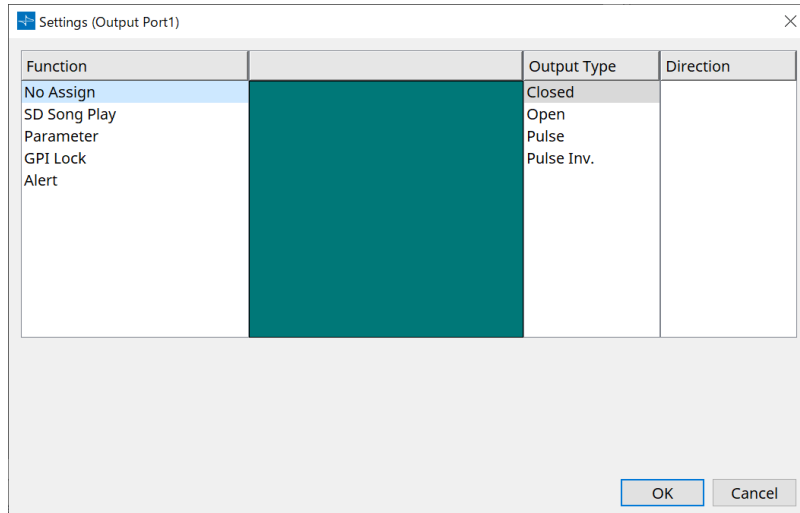 Settings (Output Port1)
Function Output Type Direction
No Assign Closed
SD Song Play Open
Parameter Pulse
GPI Lock Pulse Inv.
Alert
OK Cancel